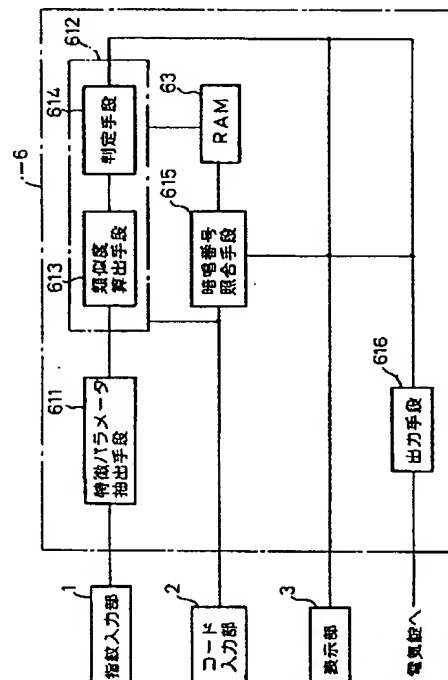 6
612
614
判定手段
63
RAM
613
類似度
算出手段
615
暗唱番号
照合手段
611
特徴パラメータ
抽出手段
616
出力手段
1
指紋入力部
2
コード
入力部
3
表示部
電気錠へ